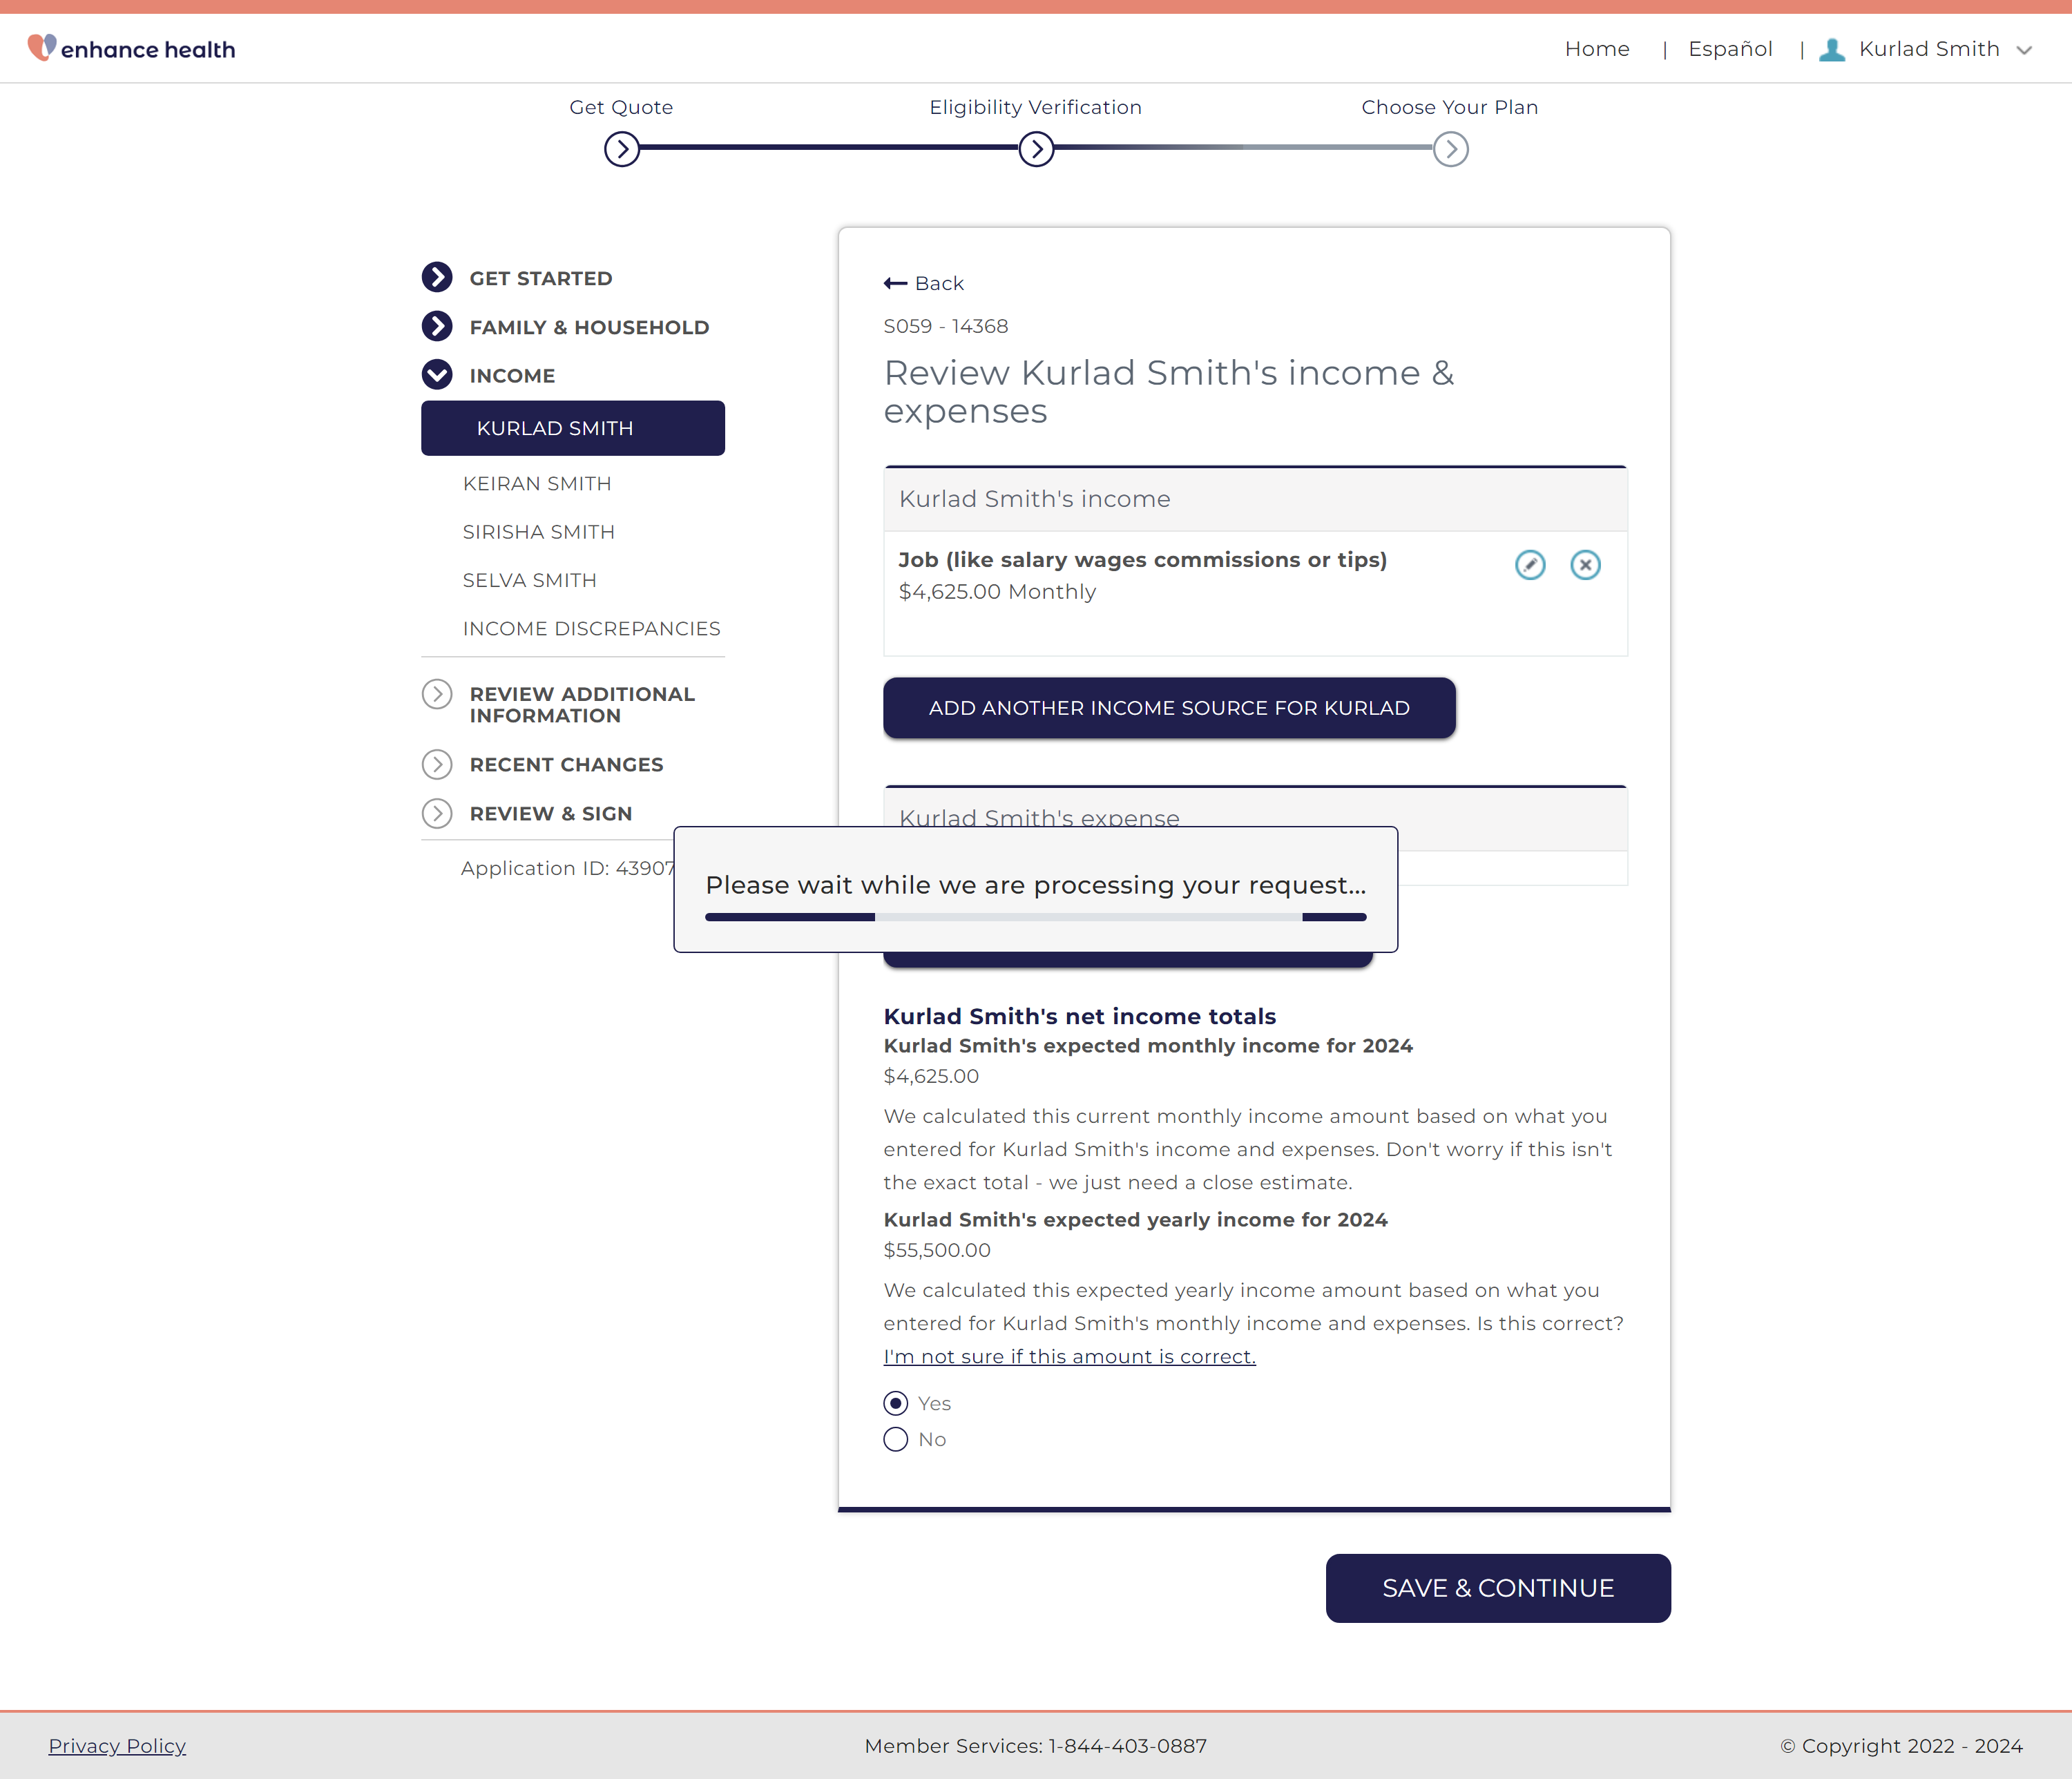 enhance health
Home | Español | Kurlad Smith
Get Quote
Eligibility Verification
Choose Your Plan
GET STARTED
FAMILY & HOUSEHOLD
INCOME
KURLAD SMITH
KEIRAN SMITH
SIRISHA SMITH
SELVA SMITH
INCOME DISCREPANCIES
REVIEW ADDITIONAL
INFORMATION
RECENT CHANGES
REVIEW & SIGN
Application ID: 43907
Back
S059 - 14368
Review Kurlad Smith's income &
expenses
Kurlad Smith's income
Job (like salary wages commissions or tips)
$4,625.00 Monthly
ADD ANOTHER INCOME SOURCE FOR KURLAD
Kurlad Smith's expense
Please wait while we are processing your request...
Kurlad Smith's net income totals
Kurlad Smith's expected monthly income for 2024
$4,625.00
We calculated this current monthly income amount based on what you
entered for Kurlad Smith's income and expenses. Don't worry if this isn't
the exact total - we just need a close estimate.
Kurlad Smith's expected yearly income for 2024
$55,500.00
We calculated this expected yearly income amount based on what you
entered for Kurlad Smith's monthly income and expenses. Is this correct?
I'm not sure if this amount is correct.
Yes
No
SAVE & CONTINUE
Privacy Policy
Member Services: 1-844-403-0887
© Copyright 2022 - 2024